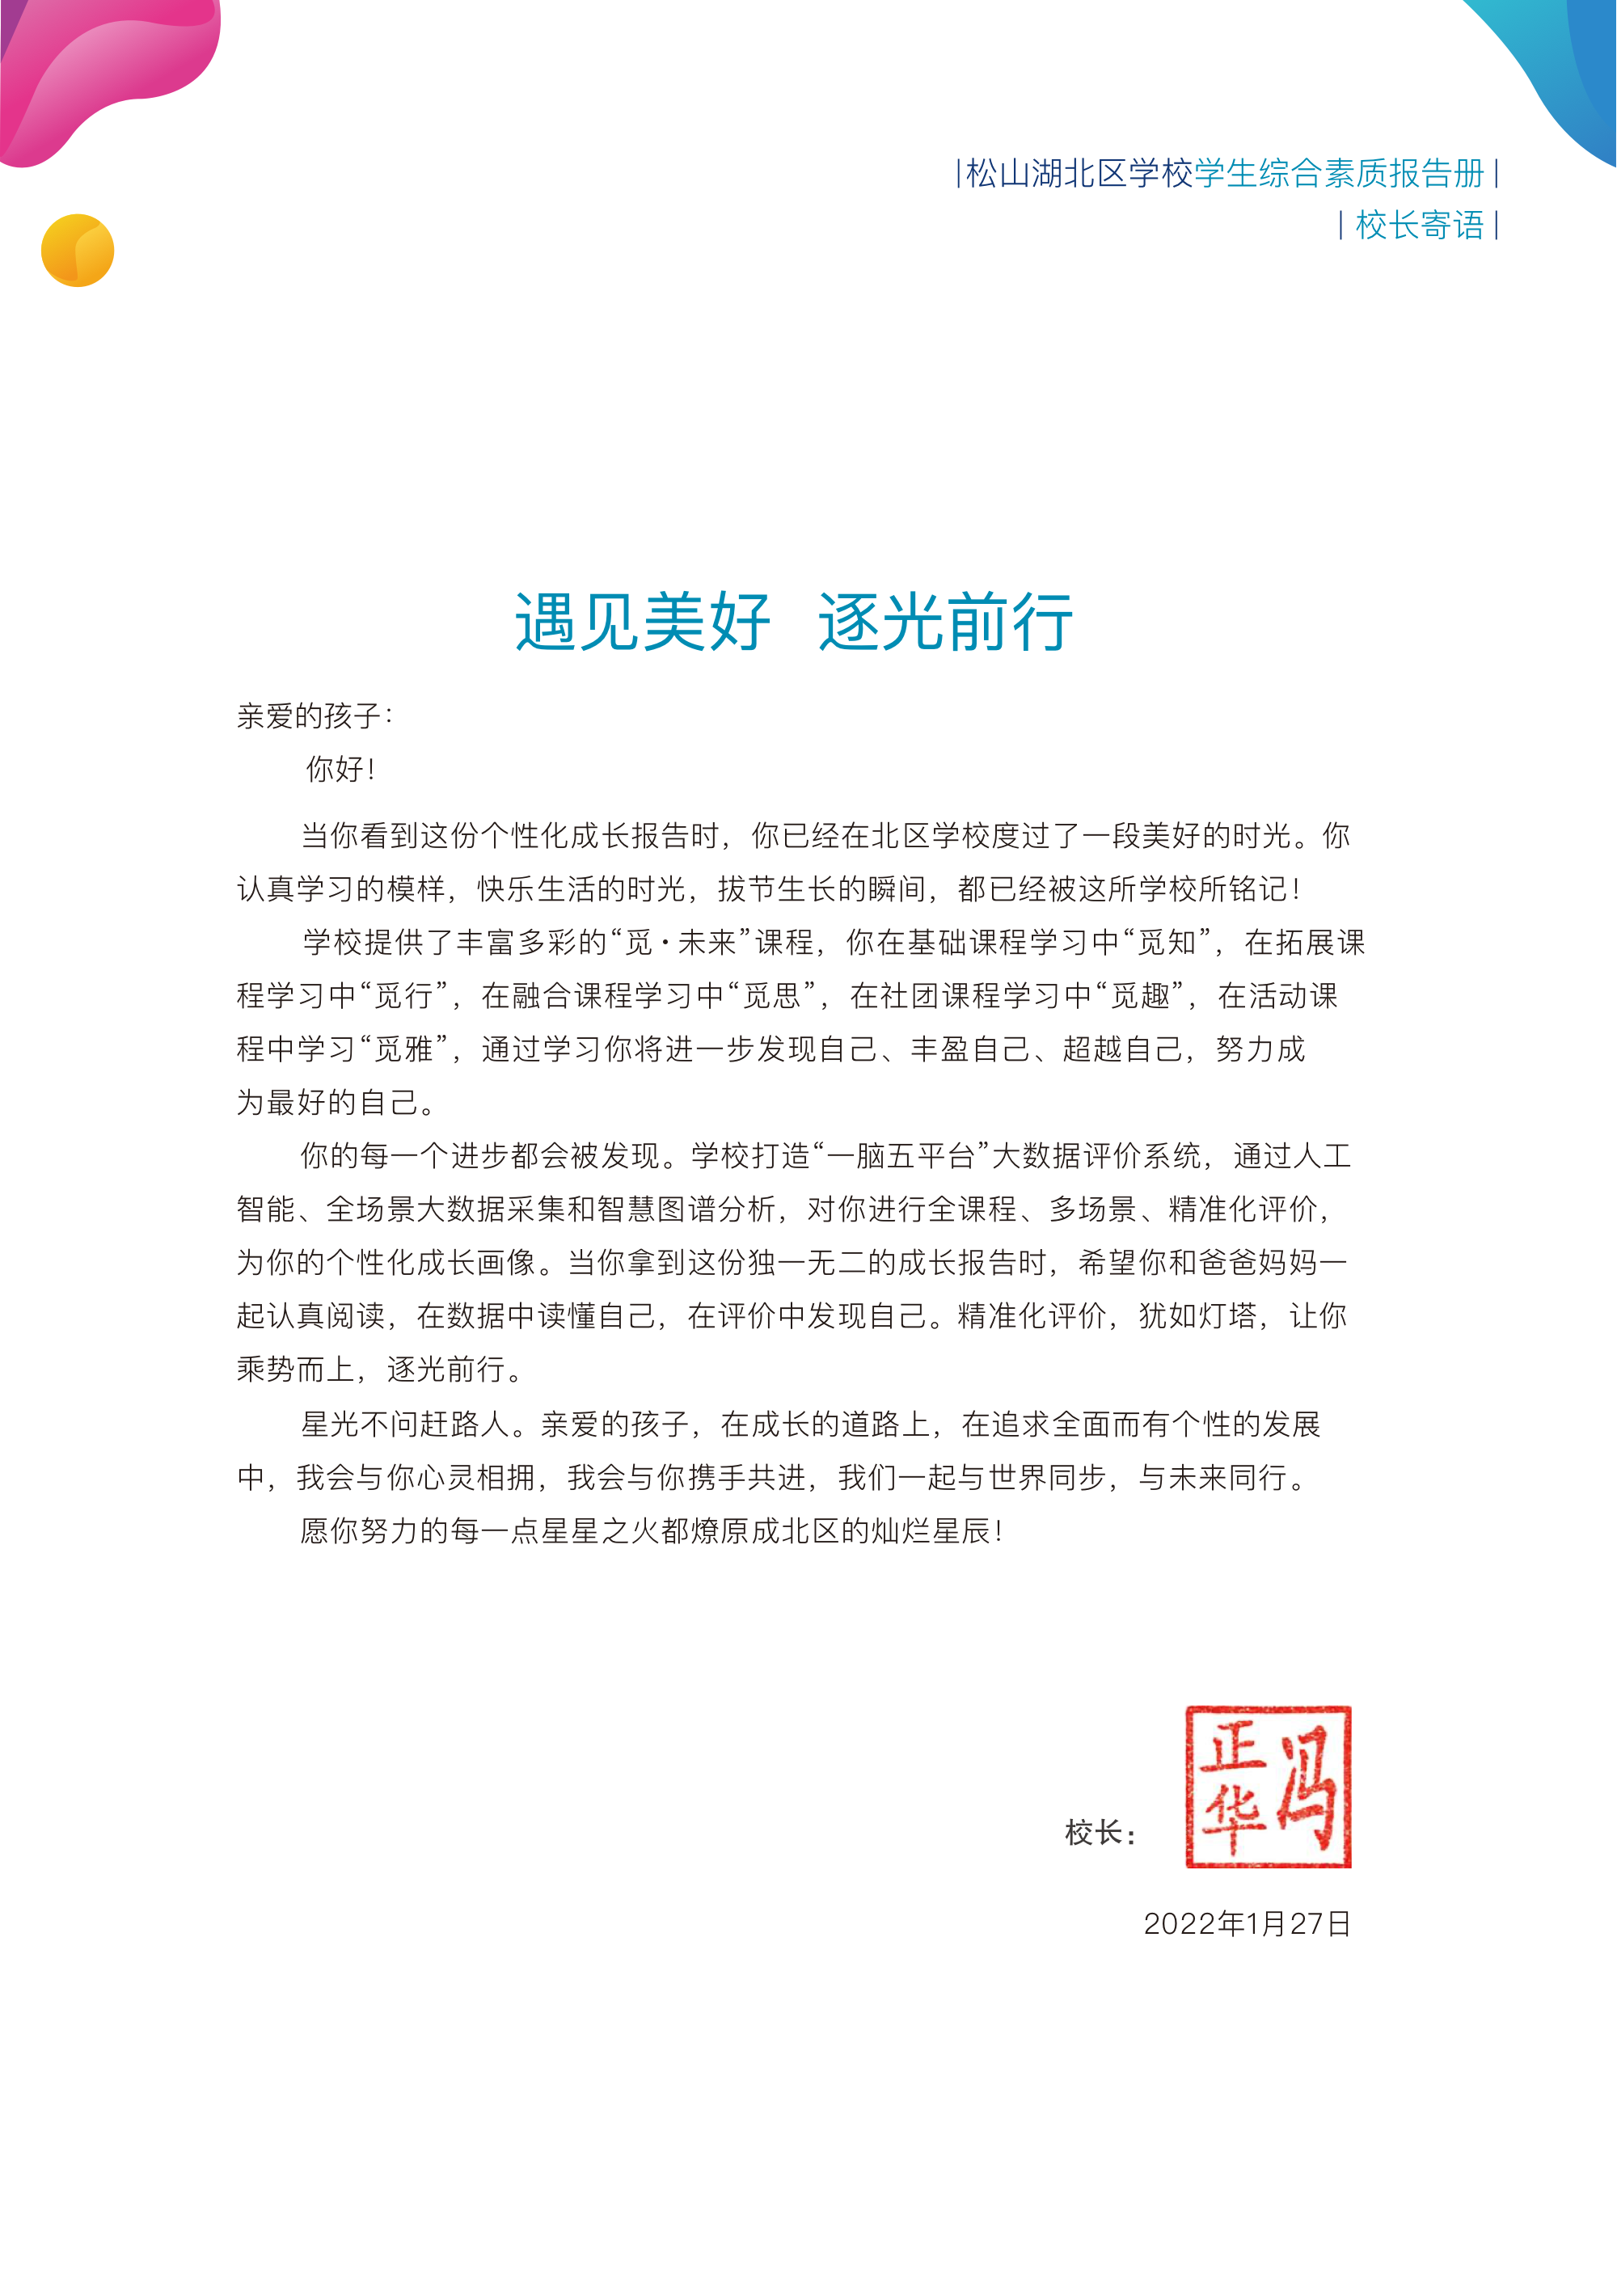 |松山湖北区学校学生综合素质报告册|
| 校长寄语|
遇见美好 逐光前行
亲爱的孩子：
你好！
当你看到这份个性化成长报告时，你已经在北区学校度过了一段美好的时光。你
认真学习的模样，快乐生活的时光，拔节生长的瞬间，都已经被这所学校所铭记！
学校提供了丰富多彩的“觅·未来”课程，你在基础课程学习中“觅知”，在拓展课
程学习中“觅行”，在融合课程学习中“觅思”，在社团课程学习中“觅趣”，在活动课
程中学习“觅雅”，通过学习你将进一步发现自己、丰盈自己、超越自己，努力成
为最好的自己。
你的每一个进步都会被发现。学校打造“一脑五平台”大数据评价系统，通过人工
智能、全场景大数据采集和智慧图谱分析，对你进行全课程、多场景、精准化评价，
为你的个性化成长画像。当你拿到这份独一无二的成长报告时，希望你和爸爸妈妈一
起认真阅读，在数据中读懂自己，在评价中发现自己。精准化评价，犹如灯塔，让你
乘势而上，逐光前行。
星光不问赶路人。亲爱的孩子，在成长的道路上，在追求全面而有个性的发展
中，我会与你心灵相拥，我会与你携手共进，我们一起与世界同步，与未来同行。
愿你努力的每一点星星之火都燎原成北区的灿烂星辰！
校长：
冯正华
2022年1月27日